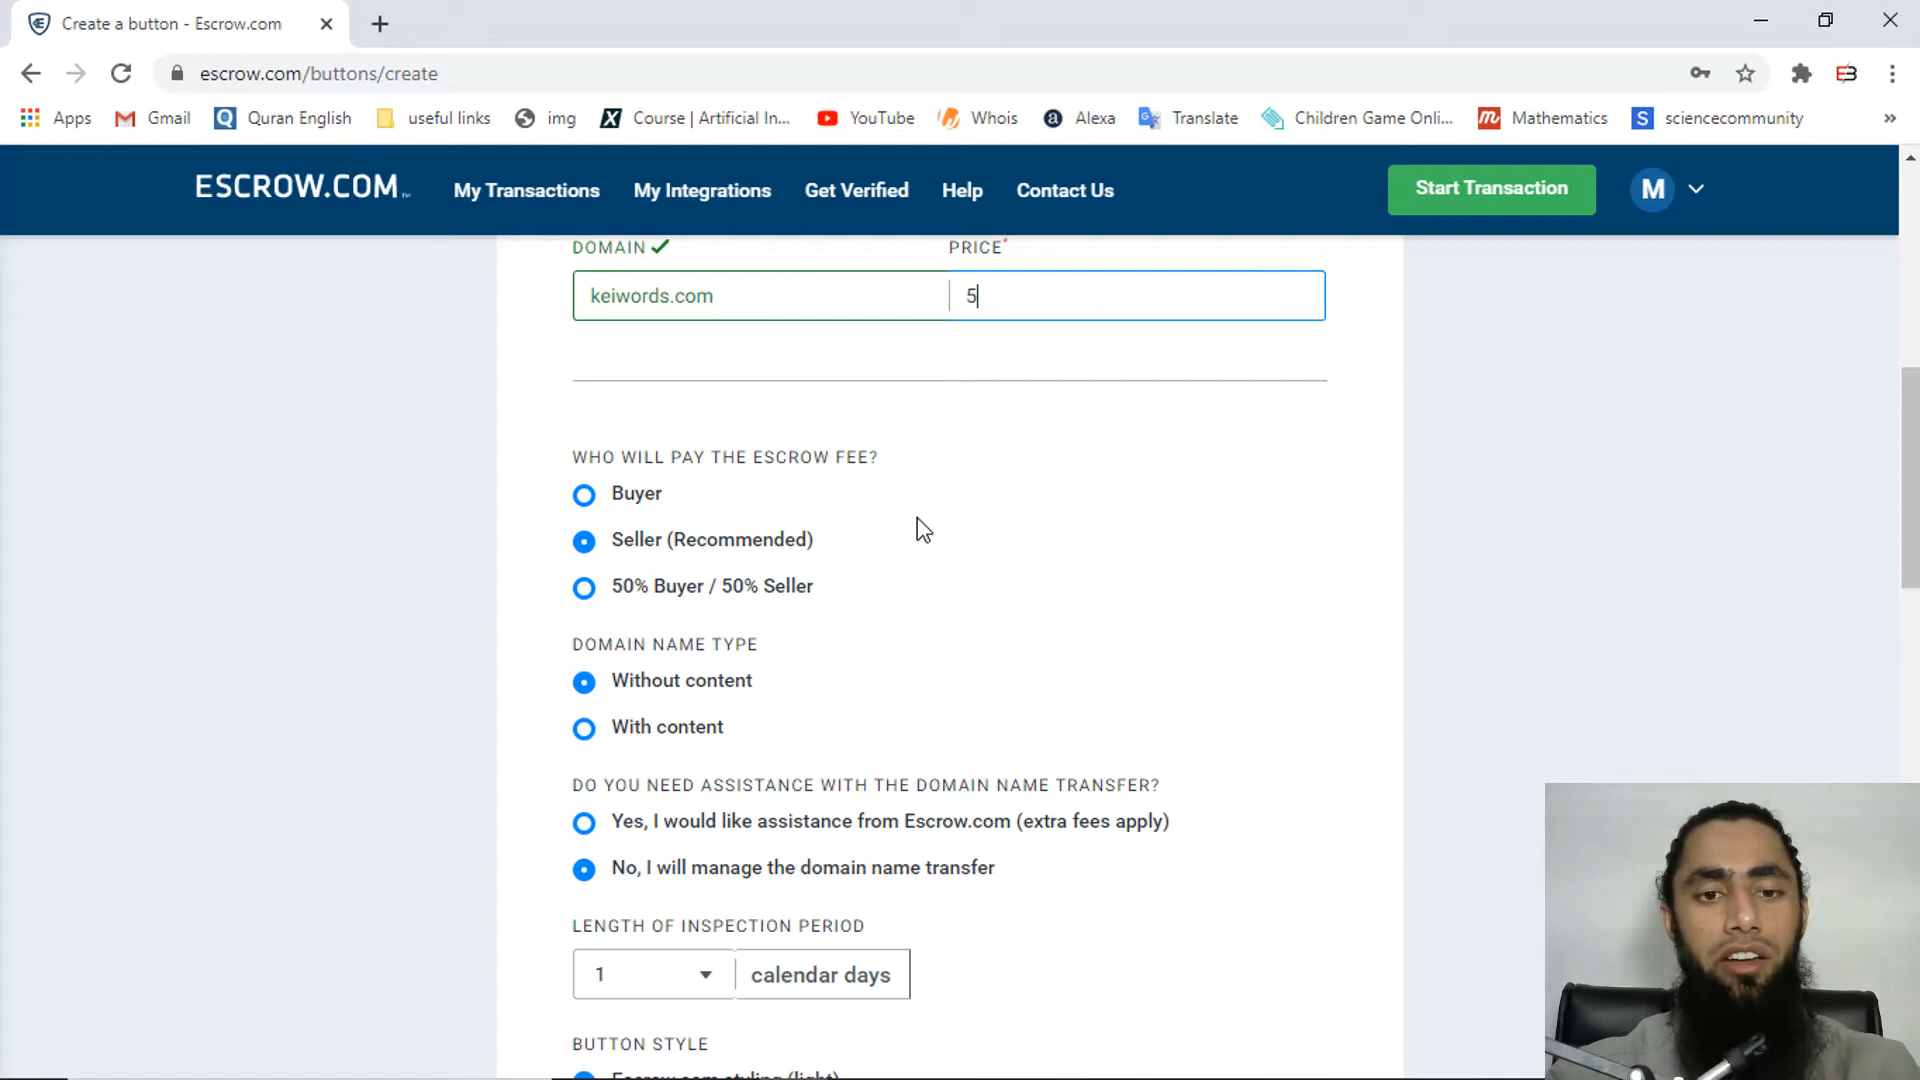 Create a button - Escrow.com
escrow.com/buttons/create
Apps Gmail Quran English useful links img Course | Artificial In... YouTube Whois Alexa Translate Children Game Onli... Mathematics sciencecommunity »
ESCROW.COM My Transactions My Integrations Get Verified Help Contact Us Start Transaction M
DOMAIN PRICE*
keiwords.com 5
WHO WILL PAY THE ESCROW FEE?
Buyer
Seller (Recommended)
50% Buyer / 50% Seller
DOMAIN NAME TYPE
Without content
With content
DO YOU NEED ASSISTANCE WITH THE DOMAIN NAME TRANSFER?
Yes, I would like assistance from Escrow.com (extra fees apply)
No, I will manage the domain name transfer
LENGTH OF INSPECTION PERIOD
1 calendar days
BUTTON STYLE
Escrow.com styling (light)